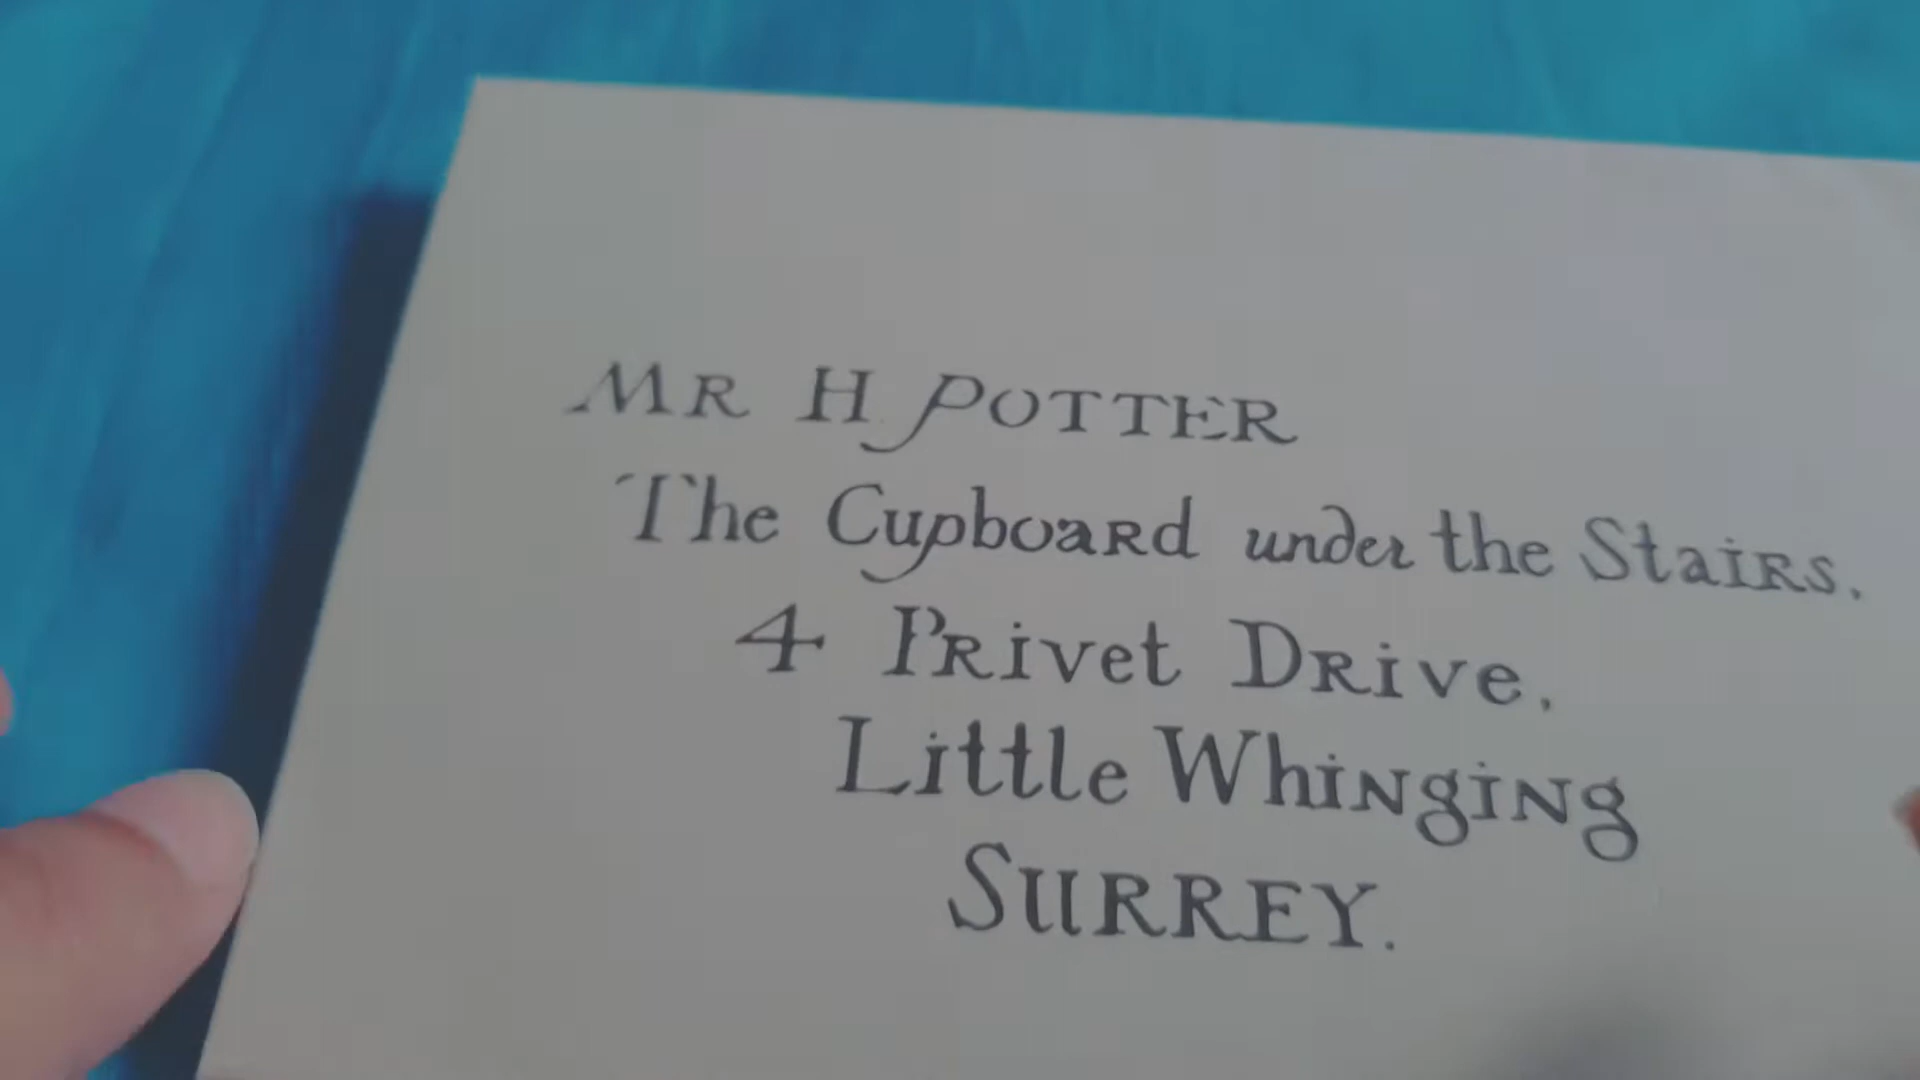 MR H POTTER
The Cupboard under the Stairs,
4 Privet Drive,
Little Whinging
SURREY.